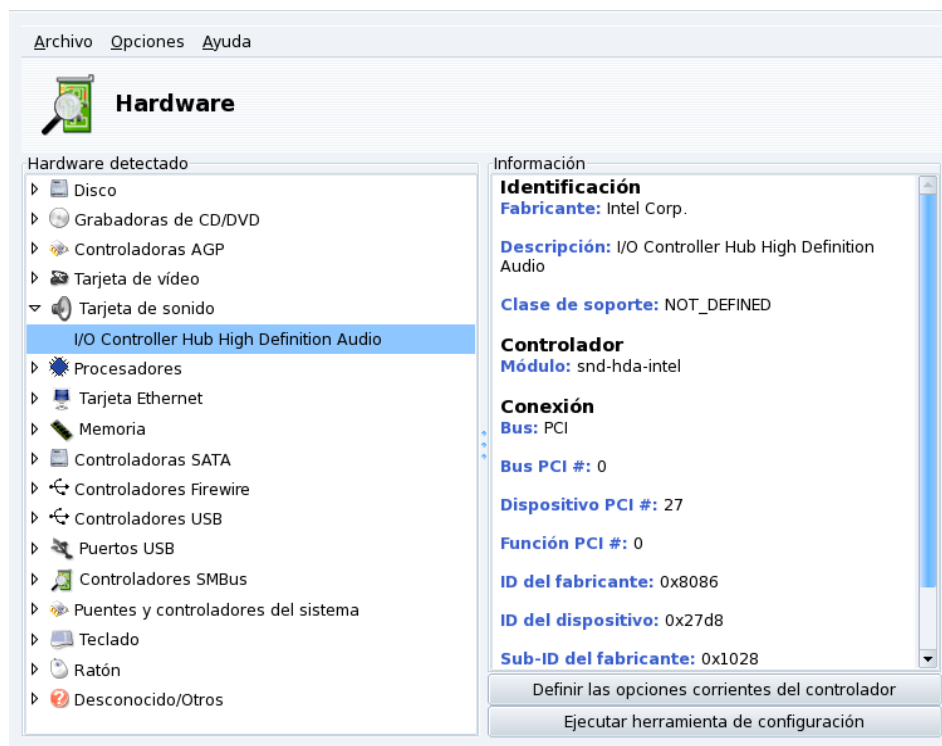 Archivo Opciones Ayuda
Hardware
Hardware detectado
Disco
Grabadoras de CD/DVD
Controladoras AGP
Tarjeta de vídeo
Tarjeta de sonido
I/O Controller Hub High Definition Audio
Procesadores
Tarjeta Ethernet
Memoria
Controladoras SATA
Controladores Firewire
Controladores USB
Puertos USB
Controladores SMBus
Puentes y controladores del sistema
Teclado
Ratón
Desconocido/Otros
Información
Identificación
Fabricante: Intel Corp.
Descripción: I/O Controller Hub High Definition
Audio
Clase de soporte: NOT_DEFINED
Controlador
Módulo: snd-hda-intel
Conexión
Bus: PCI
Bus PCI #: 0
Dispositivo PCI #: 27
Función PCI #: 0
ID del fabricante: 0x8086
ID del dispositivo: 0x27d8
Sub-ID del fabricante: 0x1028
Definir las opciones corrientes del controlador
Ejecutar herramienta de configuración